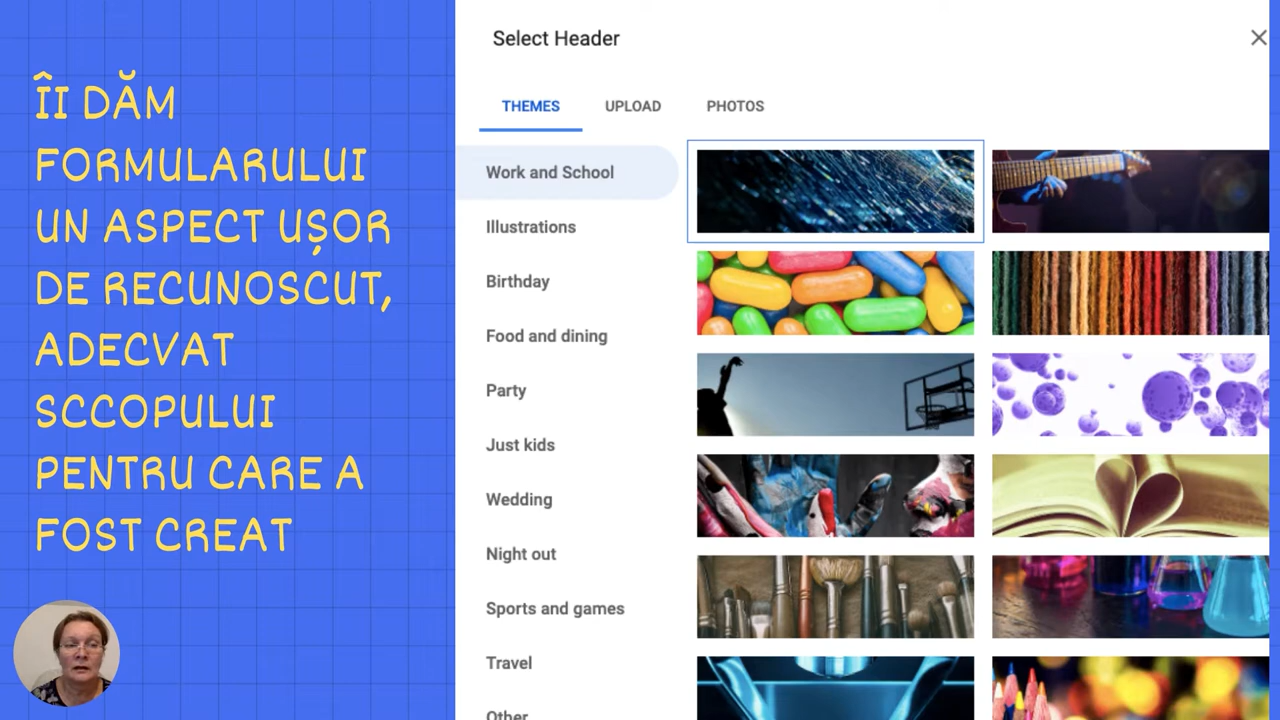 ÎI DĂM
FORMULARULUI
UN ASPECT UȘOR
DE RECUNOSCUT,
ADECVAT
SCCOPULUI
PENTRU CARE A
FOST CREAT
Select Header
THEMES UPLOAD PHOTOS
Work and School
Illustrations
Birthday
Food and dining
Party
Just kids
Wedding
Night out
Sports and games
Travel
Other